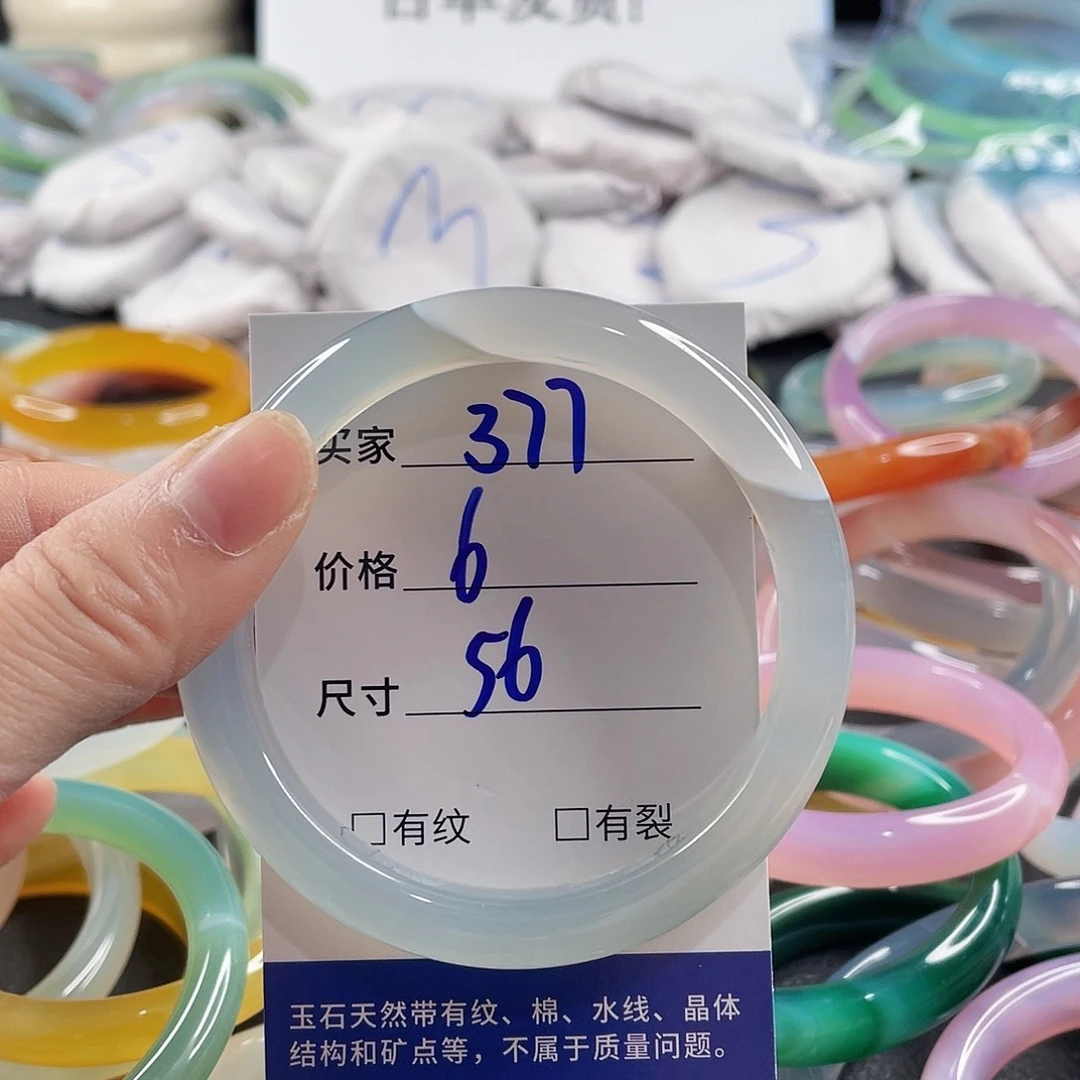 M
S
买家 377
价格 6
尺寸 56
□有纹 □有裂
玉石天然带有纹、棉、水线、晶体
结构和矿点等，不属于质量问题。